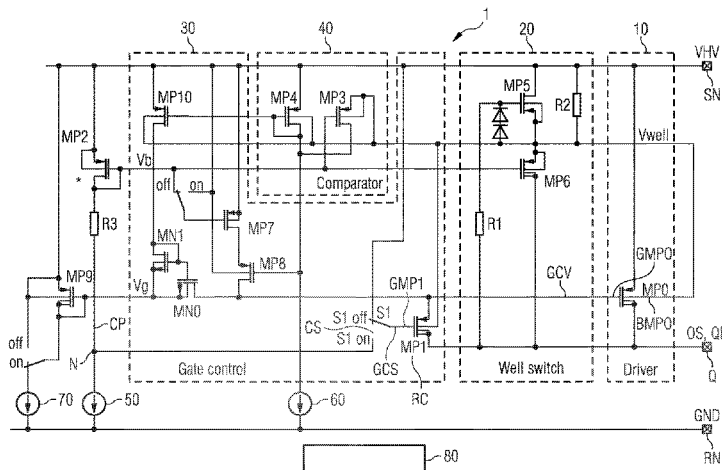 30
40
1
20
10
VHV
SN
MP10
MP4
MP3
MP5
R2
MP2
Vb
Comparator
Vwell
*
off
on
MP6
R3
MP7
R1
MN1
MP8
GMP1
GCV
GMP0
MP9
Vg
MN0
S1 off
S1
MP0
CP
CS
BMP0
S1 on
GCS
MP1
OS,
off
on
N
Gate control
Well switch
Driver
Q
RC
70
50
60
GND
RN
80